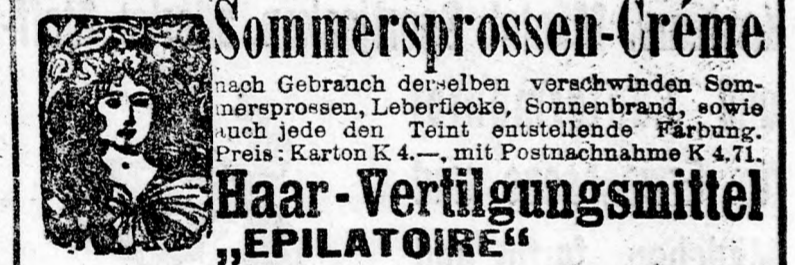 Sommersprossen-Créme
nach Gebrauch derselben verschwinden Som-
mersprossen, Leberflecke, Sonnenbrand, sowie
auch jede den Teint entstellende Färbung.
Preis: Karton K 4.—, mit Postnachnahme K 4.71.
Haar-Vertilgungsmittel
„EPILATOIRE“